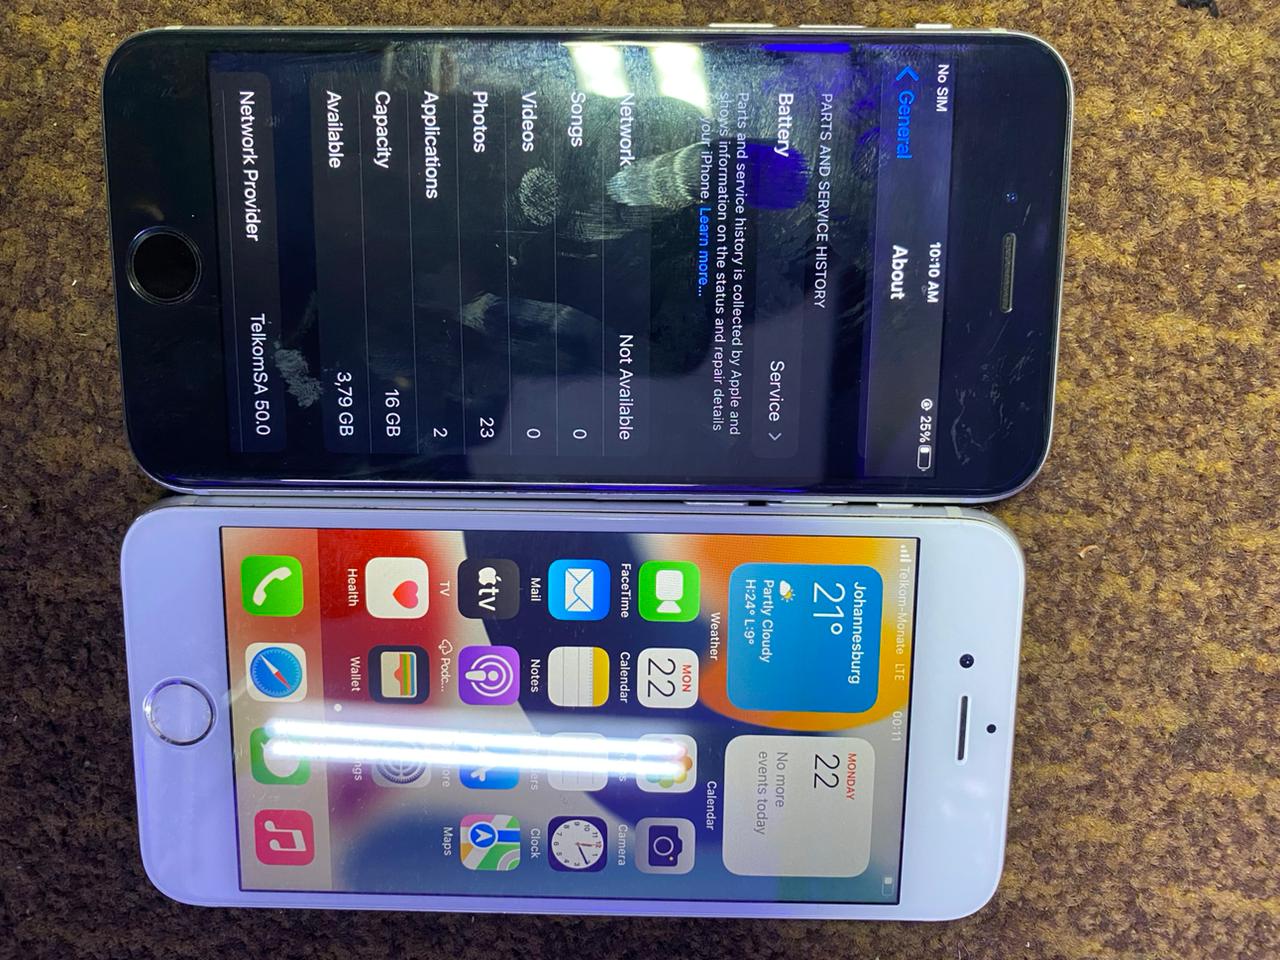 No SIM
10:10 AM
25%
General
About
PARTS AND SERVICE HISTORY
Battery
Service
Parts and service history is collected by Apple and
shows information on the status and repair details
your iPhone. Learn more...
Network
Not Available
Songs
0
Videos
0
Photos
23
Applications
2
Capacity
16 GB
Available
3,79 GB
Network Provider
TelkomSA 50.0
Telkom-Monate LTE
00:11
Johannesburg
21°
Partly Cloudy
H:24° L:9°
Weather
MONDAY
22
No more
events today
Calendar
FaceTime
MON
22
Calendar
Camera
Mail
Notes
Clock
tv
TV
Podc...
Maps
Health
Wallet